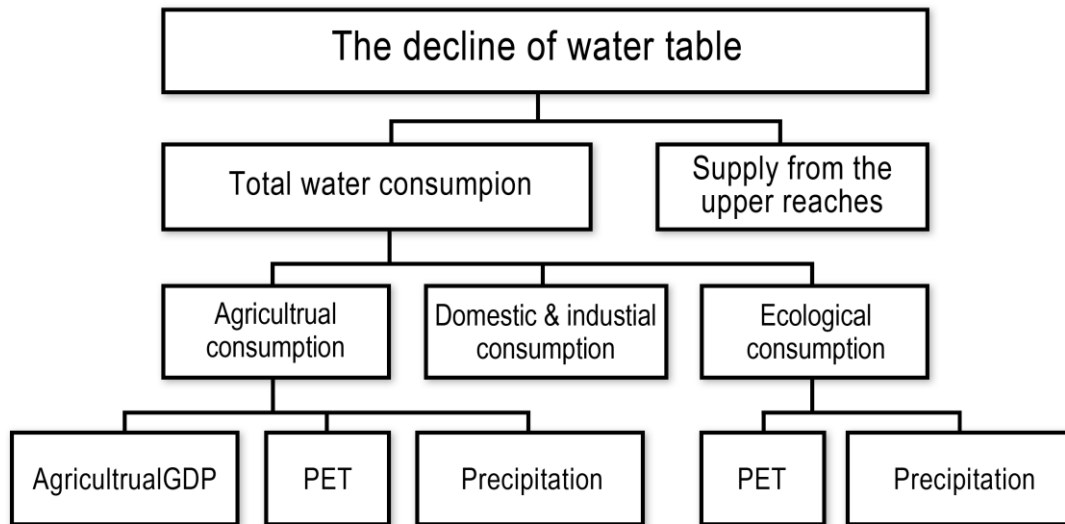 The decline of water table
Total water consumpion
Supply from the
upper reaches
Agricultrual
consumption
Domestic & industial
consumption
Ecological
consumption
AgricultrualGDP
PET
Precipitation
PET
Precipitation